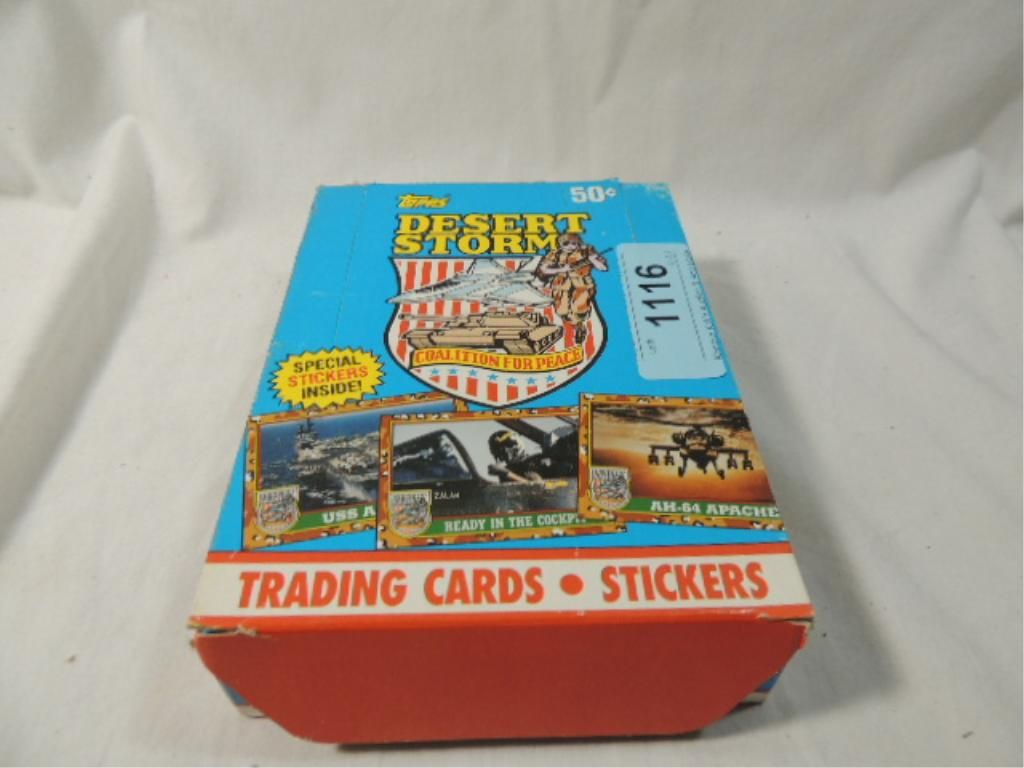 TOPPS
50¢
DESERT
STORM
COALITION FOR PEACE
SPECIAL
STICKERS
INSIDE!
1116
USS A
READY IN THE COCKPIT
AH-64 APACHE
TRADING CARDS • STICKERS